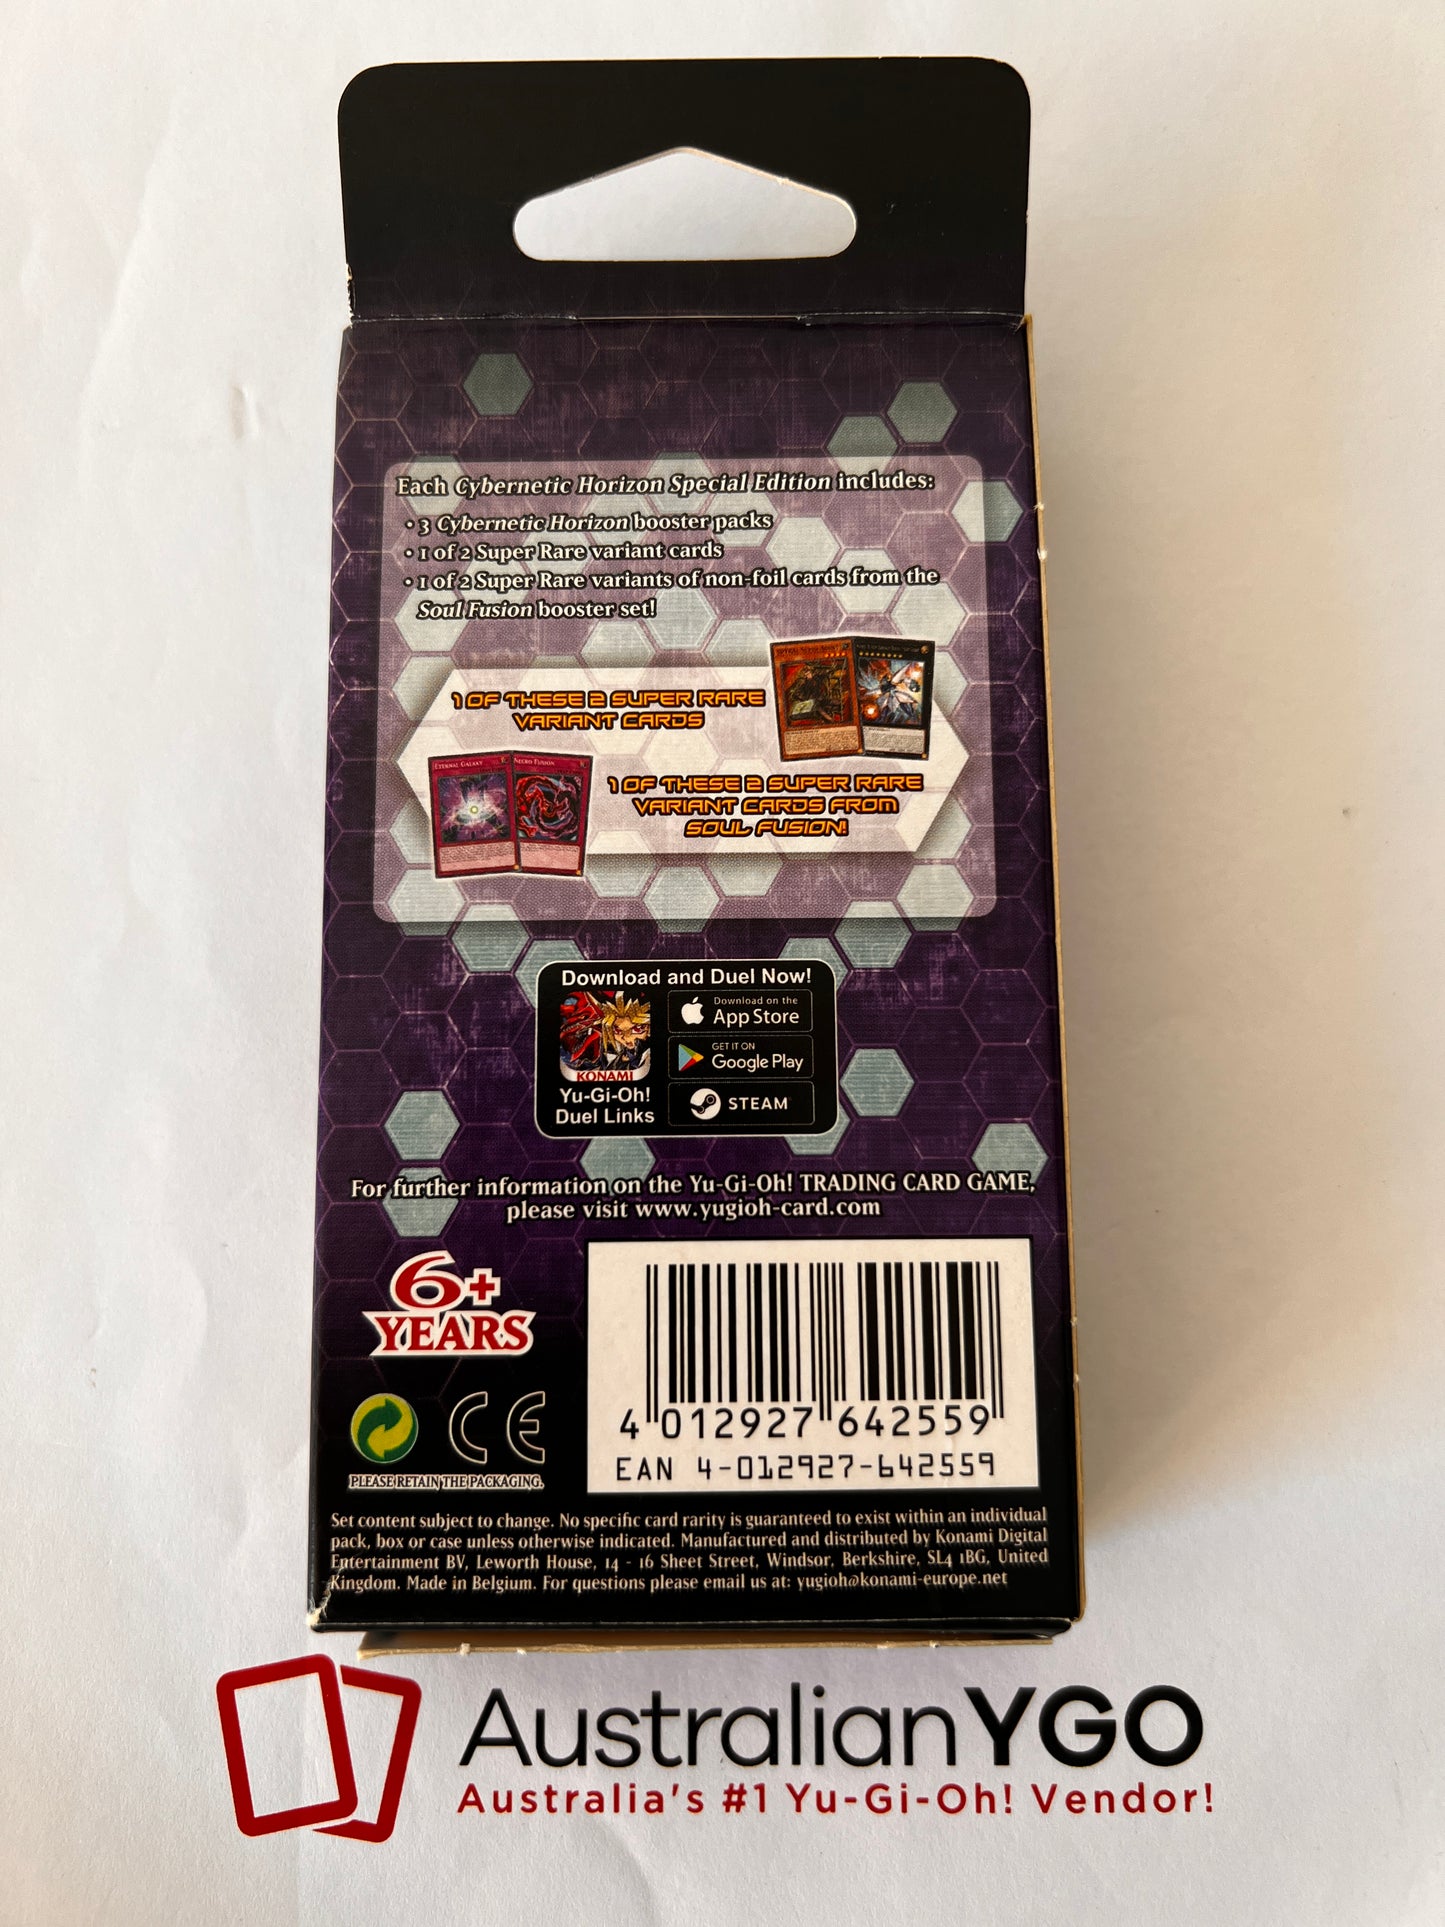 Each Cybernetic Horizon Special Edition includes:
• 3 Cybernetic Horizon booster packs
• 1 of 2 Super Rare variant cards
• 1 of 2 Super Rare variants of non-foil cards from the
Soul Fusion booster set!
1 OF THESE 2 SUPER RARE
VARIANT CARDS
ETERNAL GALAXY
NECRO FUSION
1 OF THESE 2 SUPER RARE
VARIANT CARDS FROM
SOUL FUSION!
Download and Duel Now!
KONAMI
Yu-Gi-Oh!
Duel Links
Download on the
App Store
GET IT ON
Google Play
STEAM
For further information on the Yu-Gi-Oh! TRADING CARD GAME,
please visit www.yugioh-card.com
6+
YEARS
CE
PLEASE RETAIN THE PACKAGING.
4 012927 642559
EAN 4-012927-642559
Set content subject to change. No specific card rarity is guaranteed to exist within an individual
pack, box or case unless otherwise indicated. Manufactured and distributed by Konami Digital
Entertainment BV, Leworth House, 14 - 16 Sheet Street, Windsor, Berkshire, SL4 1BG, United
Kingdom. Made in Belgium. For questions please email us at: yugioh@konami-europe.net
AustralianYGO
Australia's #1 Yu-Gi-Oh! Vendor!